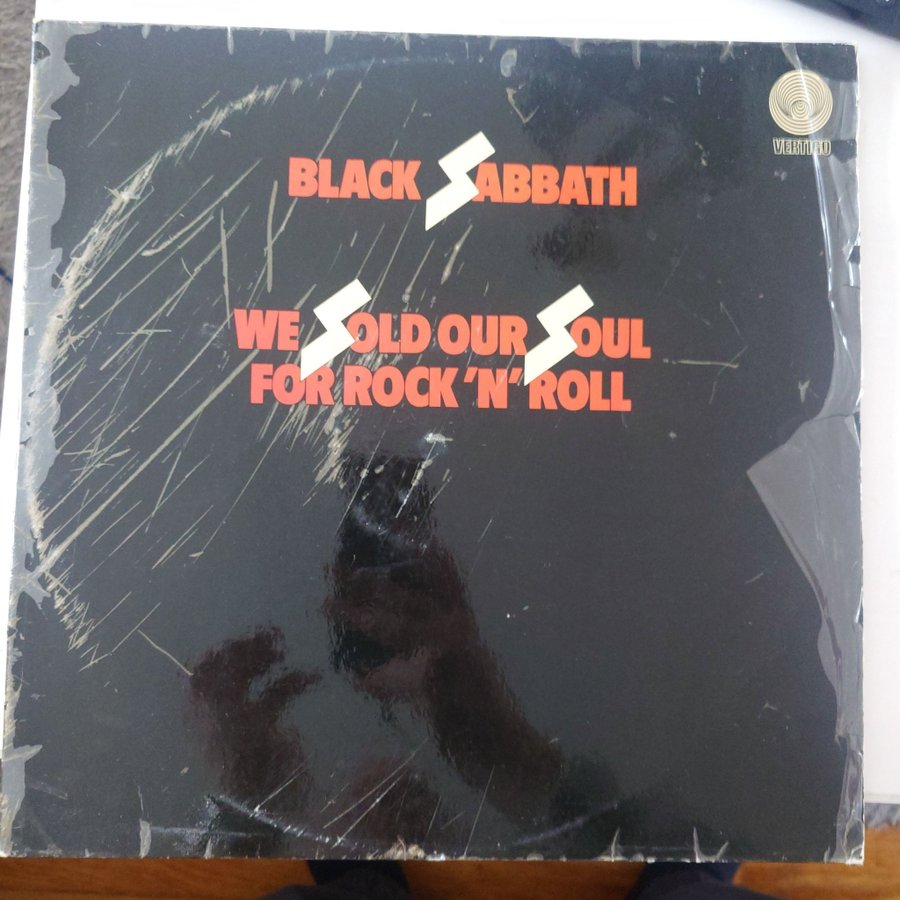 VERTIGO
BLACK SABBATH
WE SOLD OUR SOUL
FOR ROCK 'N' ROLL